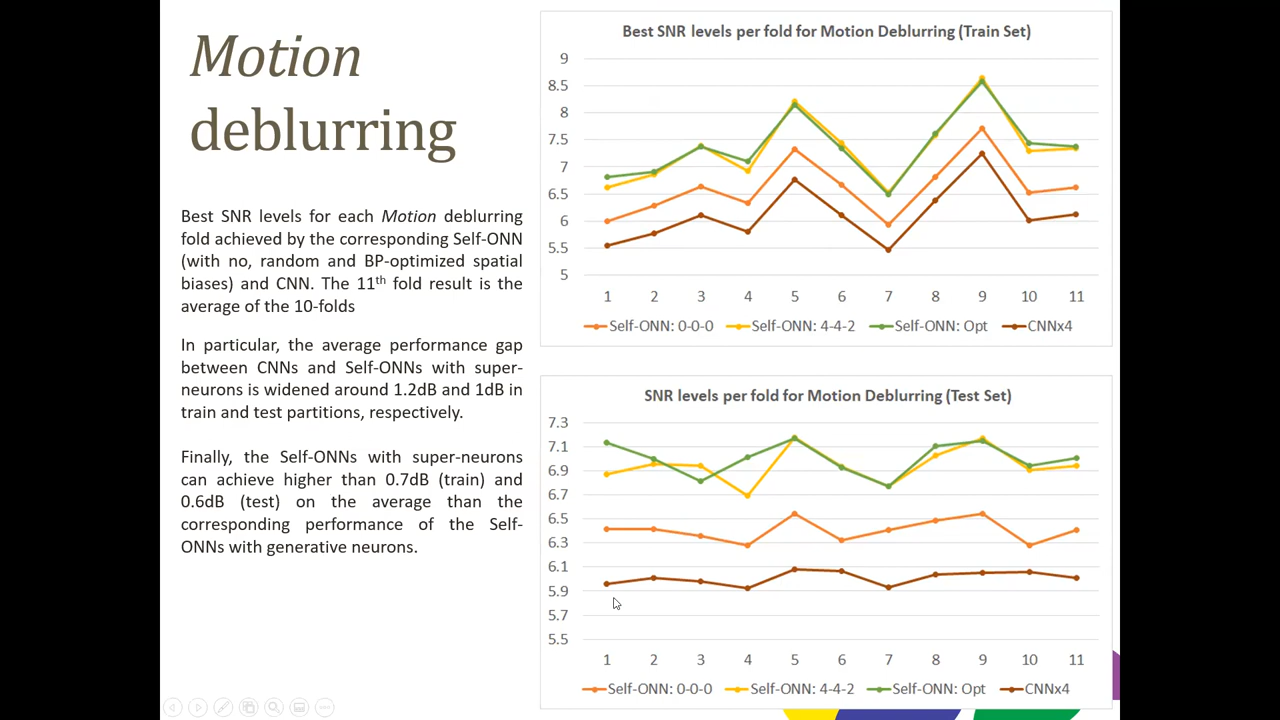 Motion
deblurring
Best SNR levels for each Motion deblurring
fold achieved by the corresponding Self-ONN
(with no, random and BP-optimized spatial
biases) and CNN. The 11th fold result is the
average of the 10-folds
In particular, the average performance gap
between CNNs and Self-ONNs with super-
neurons is widened around 1.2dB and 1dB in
train and test partitions, respectively.
Finally, the Self-ONNs with super-neurons
can achieve higher than 0.7dB (train) and
0.6dB (test) on the average than the
corresponding performance of the Self-
ONNs with generative neurons.
Best SNR levels per fold for Motion Deblurring (Train Set)
9
8.5
8
7.5
7
6.5
6
5.5
5
1 2 3 4 5 6 7 8 9 10 11
Self-ONN: 0-0-0 Self-ONN: 4-4-2 Self-ONN: Opt CNNx4
SNR levels per fold for Motion Deblurring (Test Set)
7.3
7.1
6.9
6.7
6.5
6.3
6.1
5.9
5.7
5.5
1 2 3 4 5 6 7 8 9 10 11
Self-ONN: 0-0-0 Self-ONN: 4-4-2 Self-ONN: Opt CNNx4